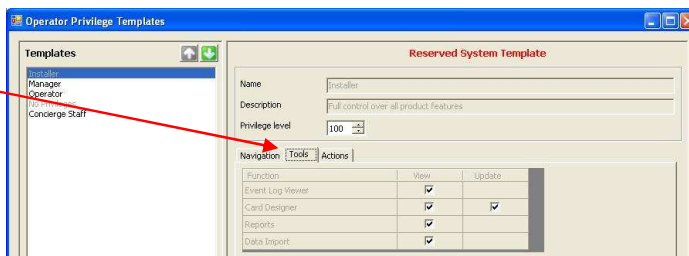 Operator Privilege Templates
Templates
Installer
Manager
Operator
No Privileges
Concierge Staff
Reserved System Template
Name
Installer
Description
Full control over all product features
Privilege level
100
Navigation Tools Actions
Function View Update
Event Log Viewer
Card Designer
Reports
Data Import